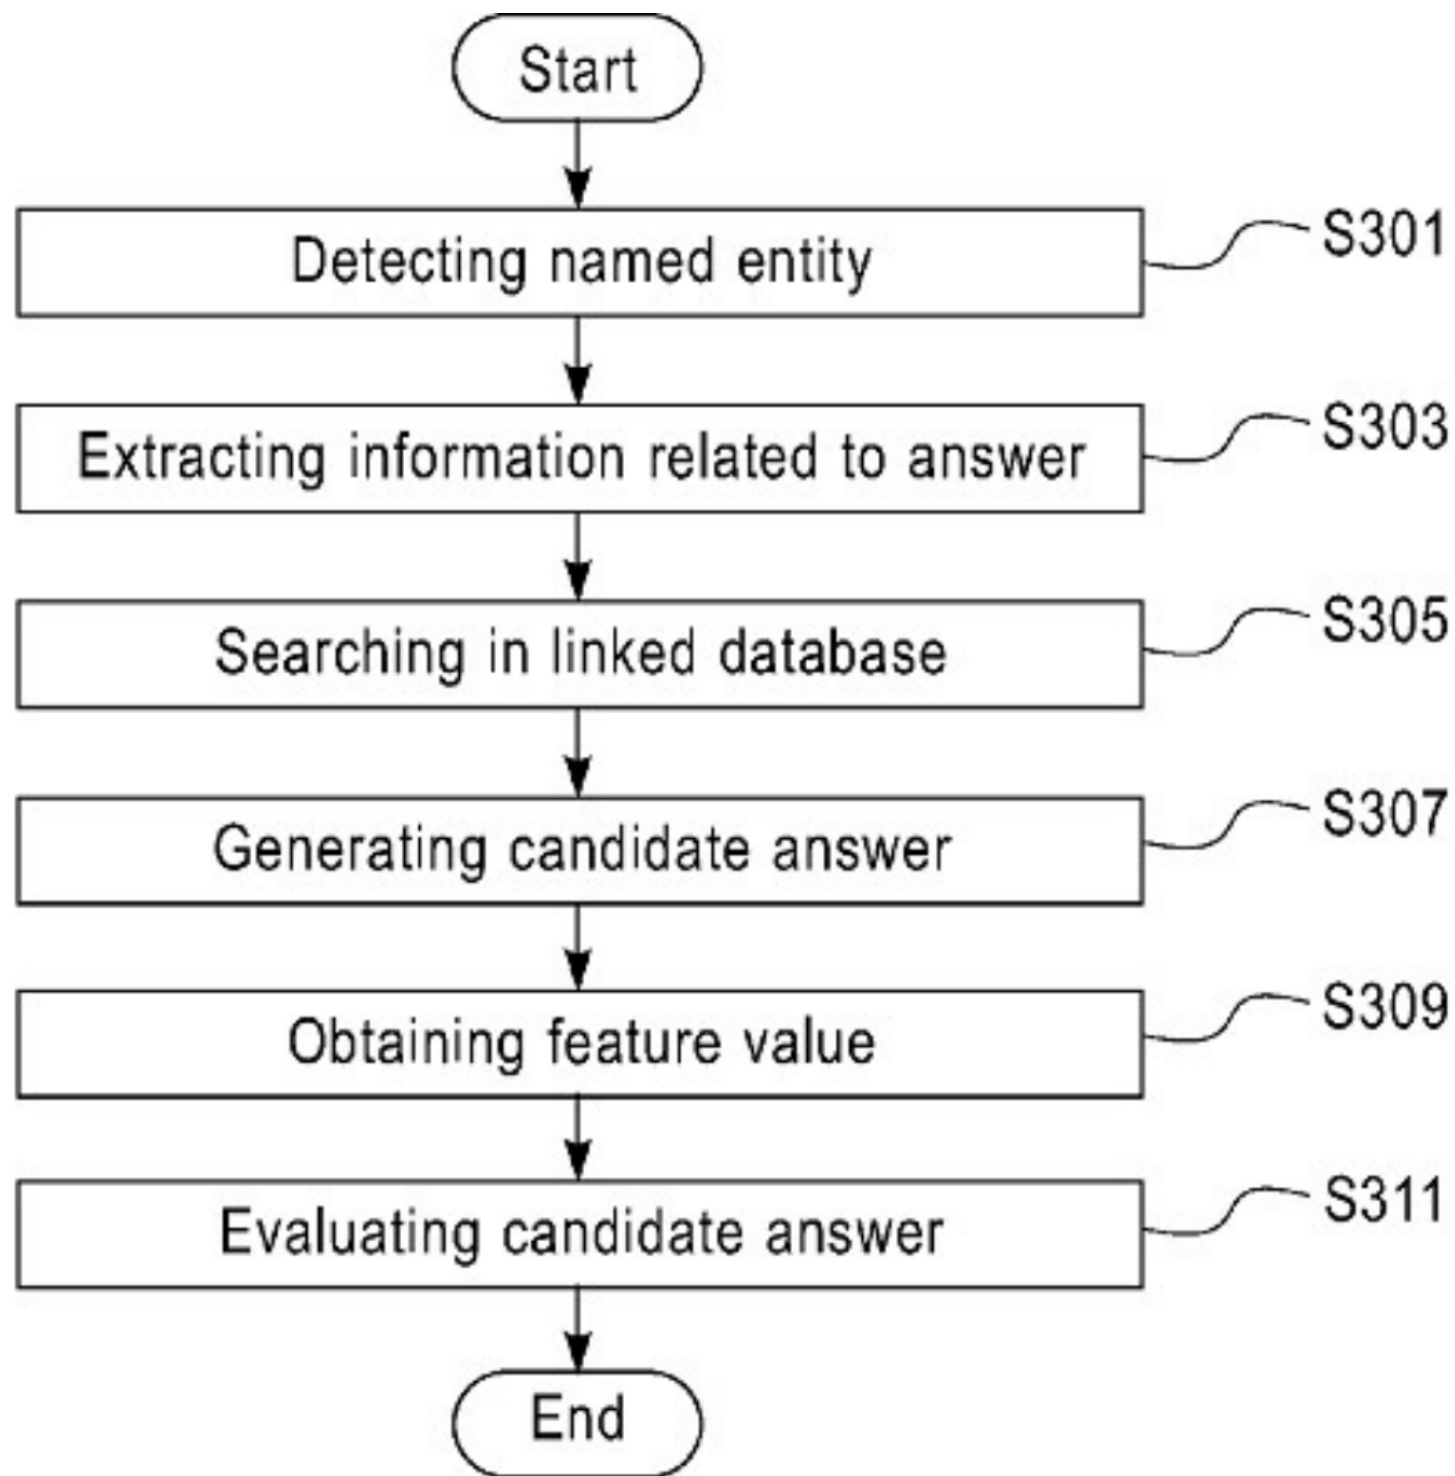 Start
Detecting named entity
S301
Extracting information related to answer
S303
Searching in linked database
S305
Generating candidate answer
S307
Obtaining feature value
S309
Evaluating candidate answer
S311
End